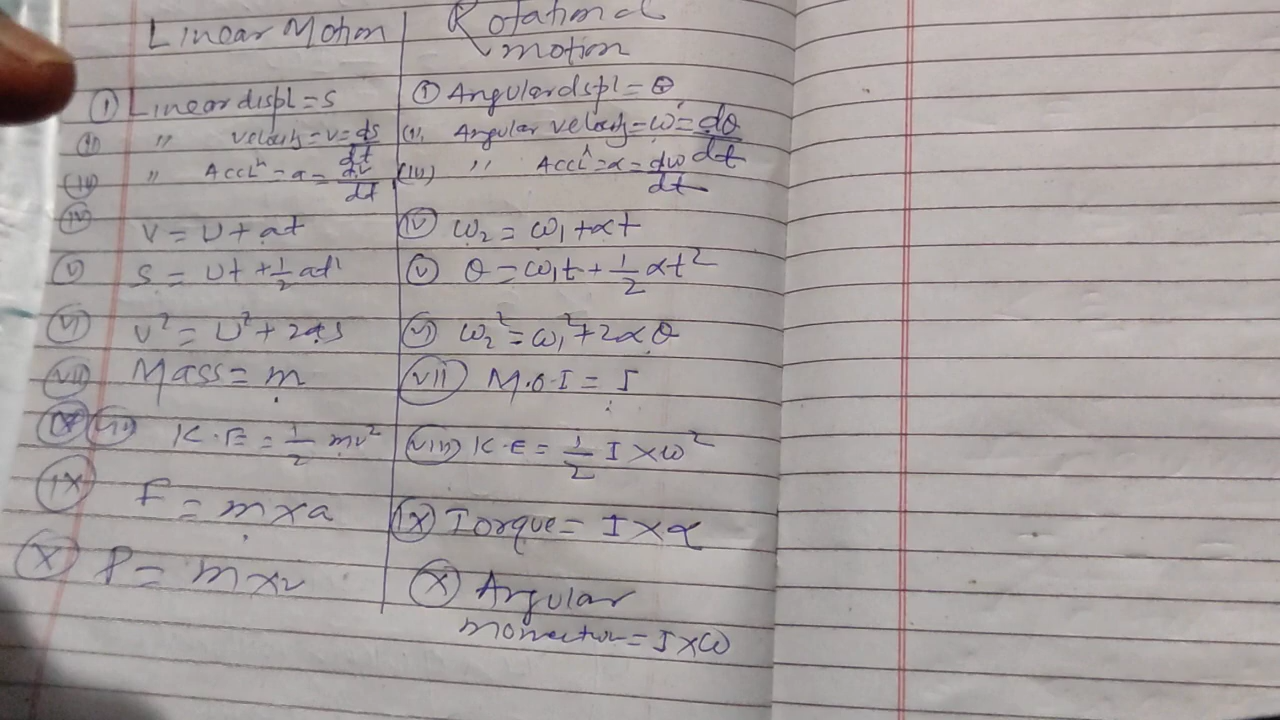 Linear Motion | Rotational
motion
(i) Linear displ = S (i) Angular displ = θ
(ii) " velocity = v = ds/dt (ii) Angular velocity = ω = dθ/dt
(iii) " Accln = a = dv/dt (iii) " Accln = α = dω/dt
(iv) V = U + at (iv) ω₂ = ω₁ + αt
(v) S = Ut + 1/2 at² (v) θ = ω₁t + 1/2 αt²
(vi) V² = U² + 2as (vi) ω₂² = ω₁² + 2αθ
(vii) Mass = m (vii) M.O.I = I
(viii) K.E = 1/2 mv² (viii) K.E = 1/2 I × ω²
(ix) F = m × a (ix) Torque = I × α
(x) P = m × v (x) Angular
momentum = I × ω